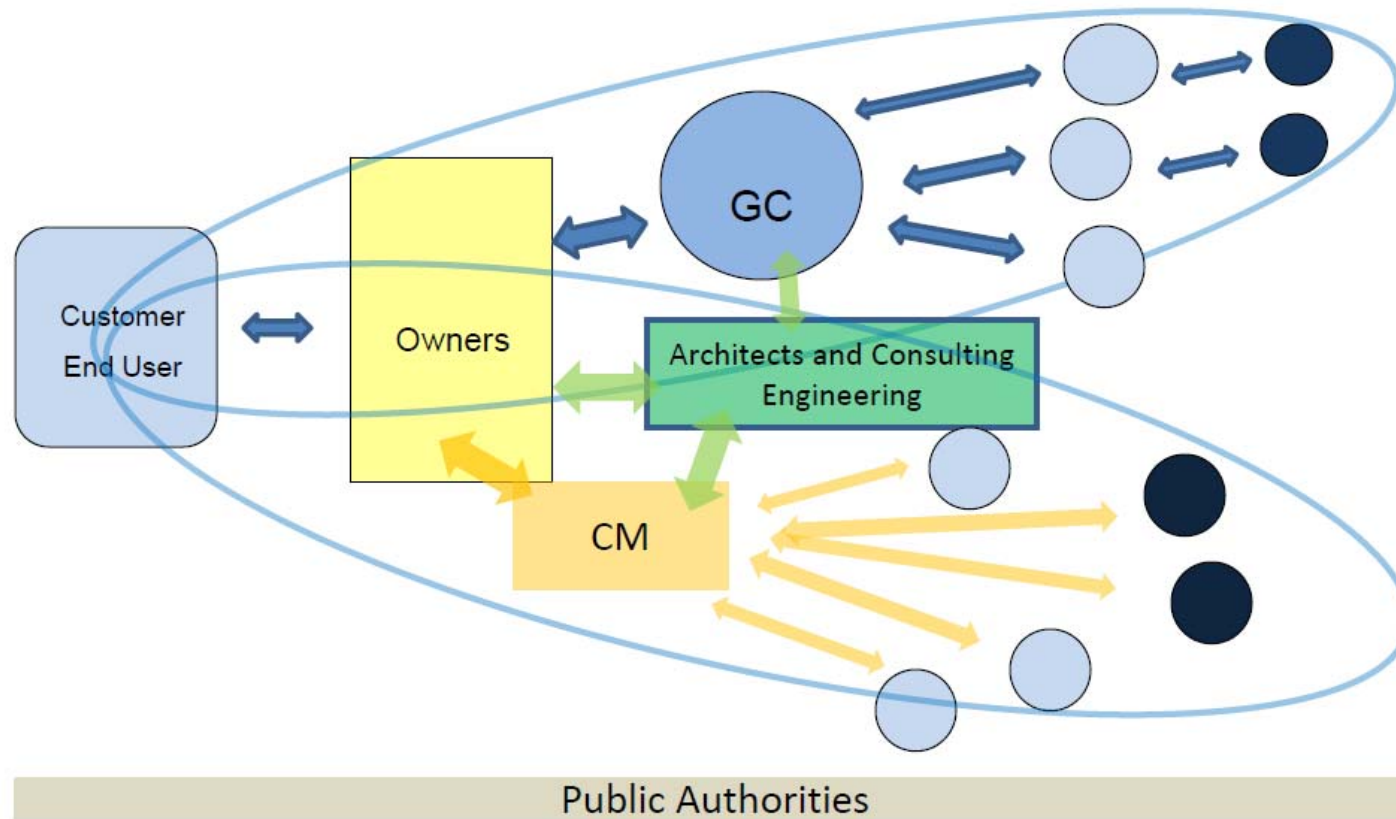 GC
Customer
End User
Owners
Architects and Consulting
Engineering
CM
Public Authorities